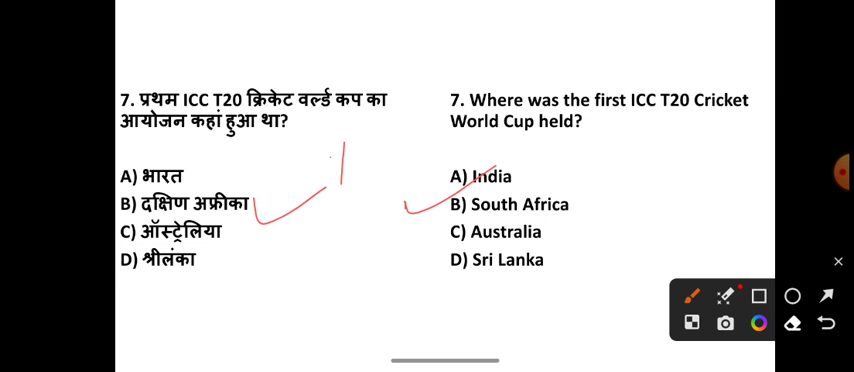 7. प्रथम ICC T20 क्रिकेट वर्ल्ड कप का
आयोजन कहां हुआ था?
A) भारत
B) दक्षिण अफ्रीका
C) ऑस्ट्रेलिया
D) श्रीलंका
7. Where was the first ICC T20 Cricket
World Cup held?
A) India
B) South Africa
C) Australia
D) Sri Lanka